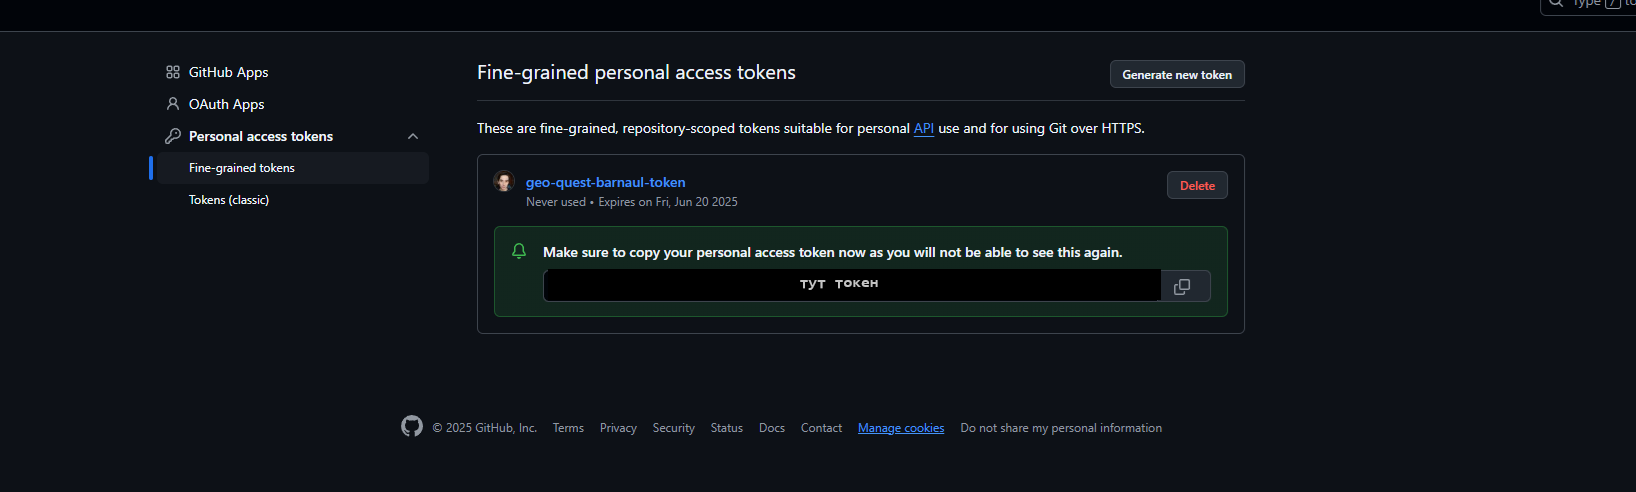 Type / to
GitHub Apps
OAuth Apps
Personal access tokens
Fine-grained tokens
Tokens (classic)
Fine-grained personal access tokens
Generate new token
These are fine-grained, repository-scoped tokens suitable for personal API use and for using Git over HTTPS.
geo-quest-barnaul-token
Delete
Never used • Expires on Fri, Jun 20 2025
Make sure to copy your personal access token now as you will not be able to see this again.
тут токен
© 2025 GitHub, Inc. Terms Privacy Security Status Docs Contact Manage cookies Do not share my personal information